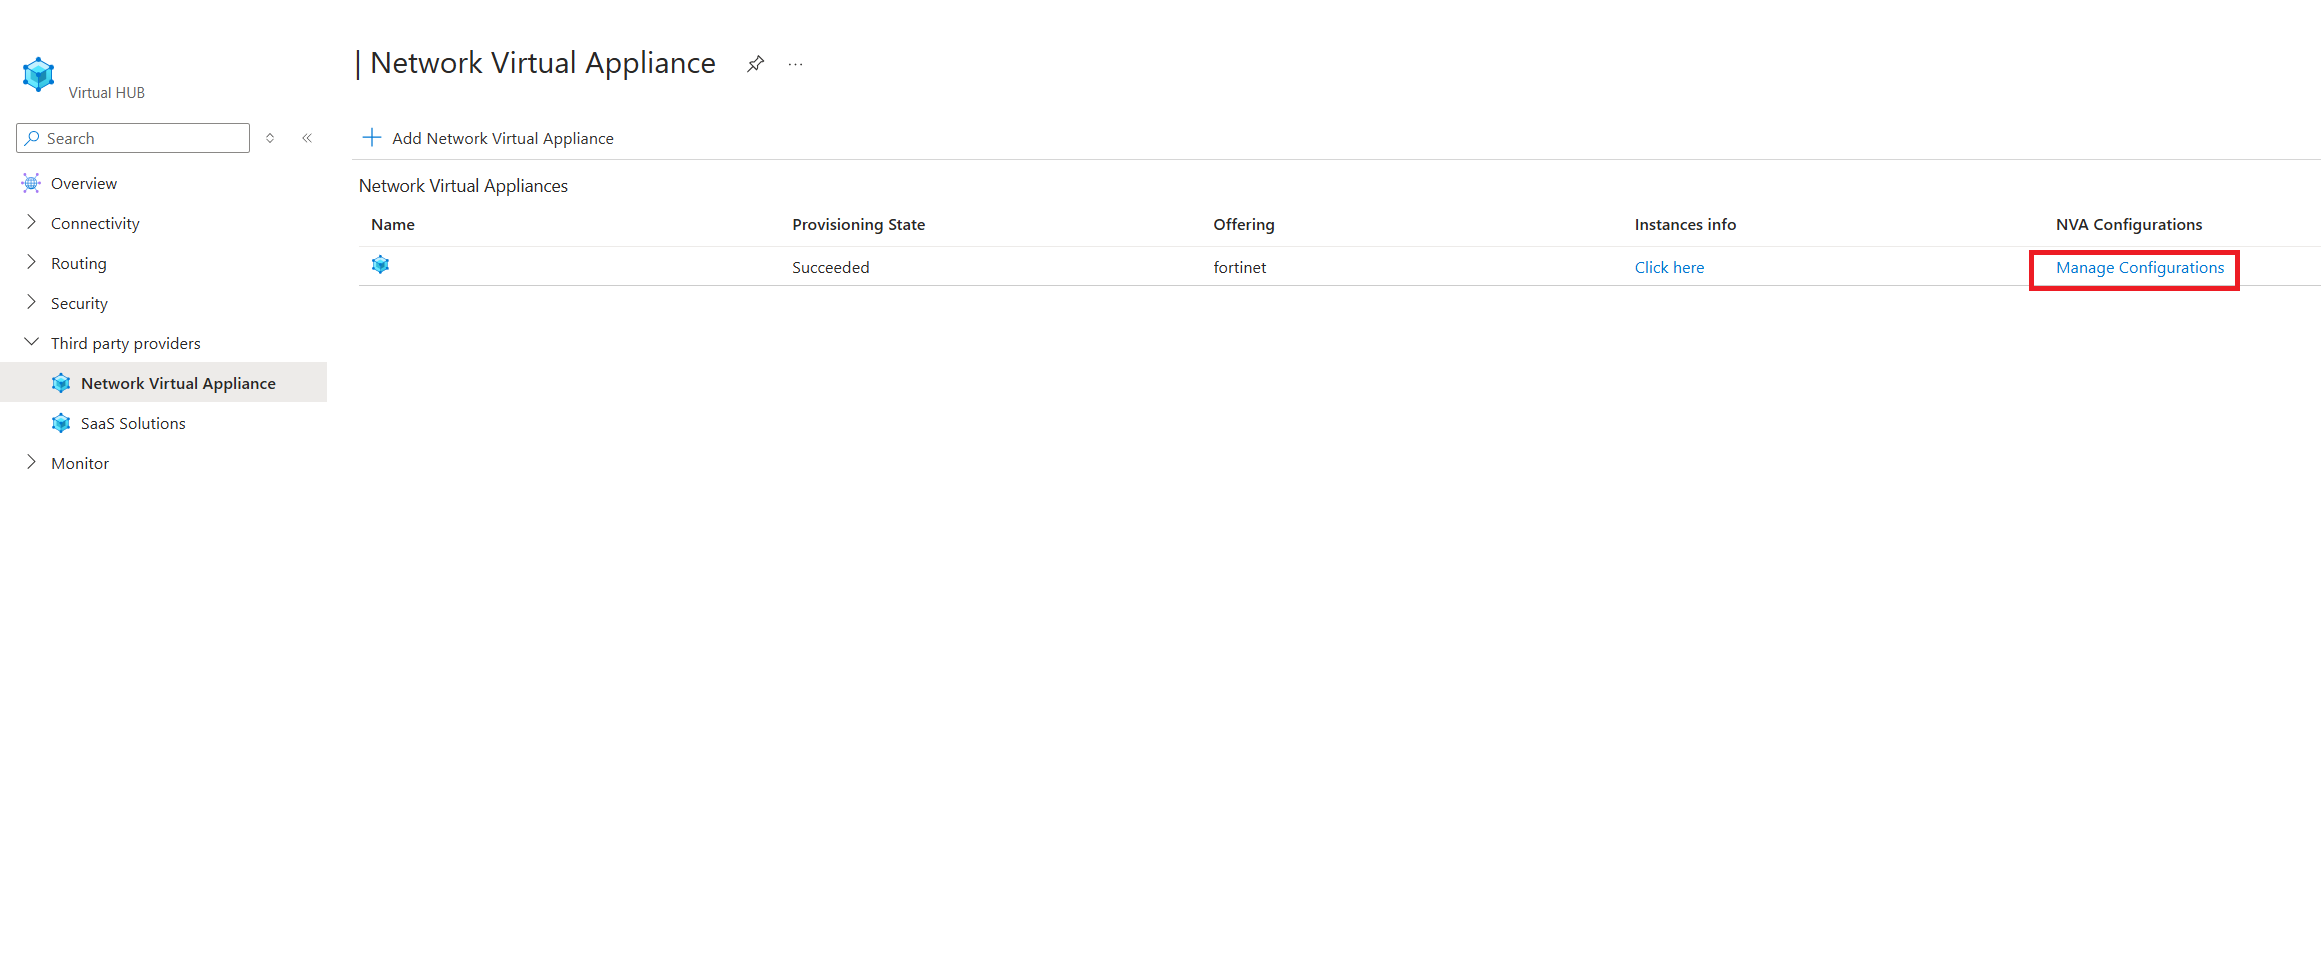 Virtual HUB
| Network Virtual Appliance
Search
Add Network Virtual Appliance
Overview
Connectivity
Routing
Security
Third party providers
Network Virtual Appliance
SaaS Solutions
Monitor
Network Virtual Appliances
Name Provisioning State Offering Instances info NVA Configurations
Succeeded fortinet Click here Manage Configurations